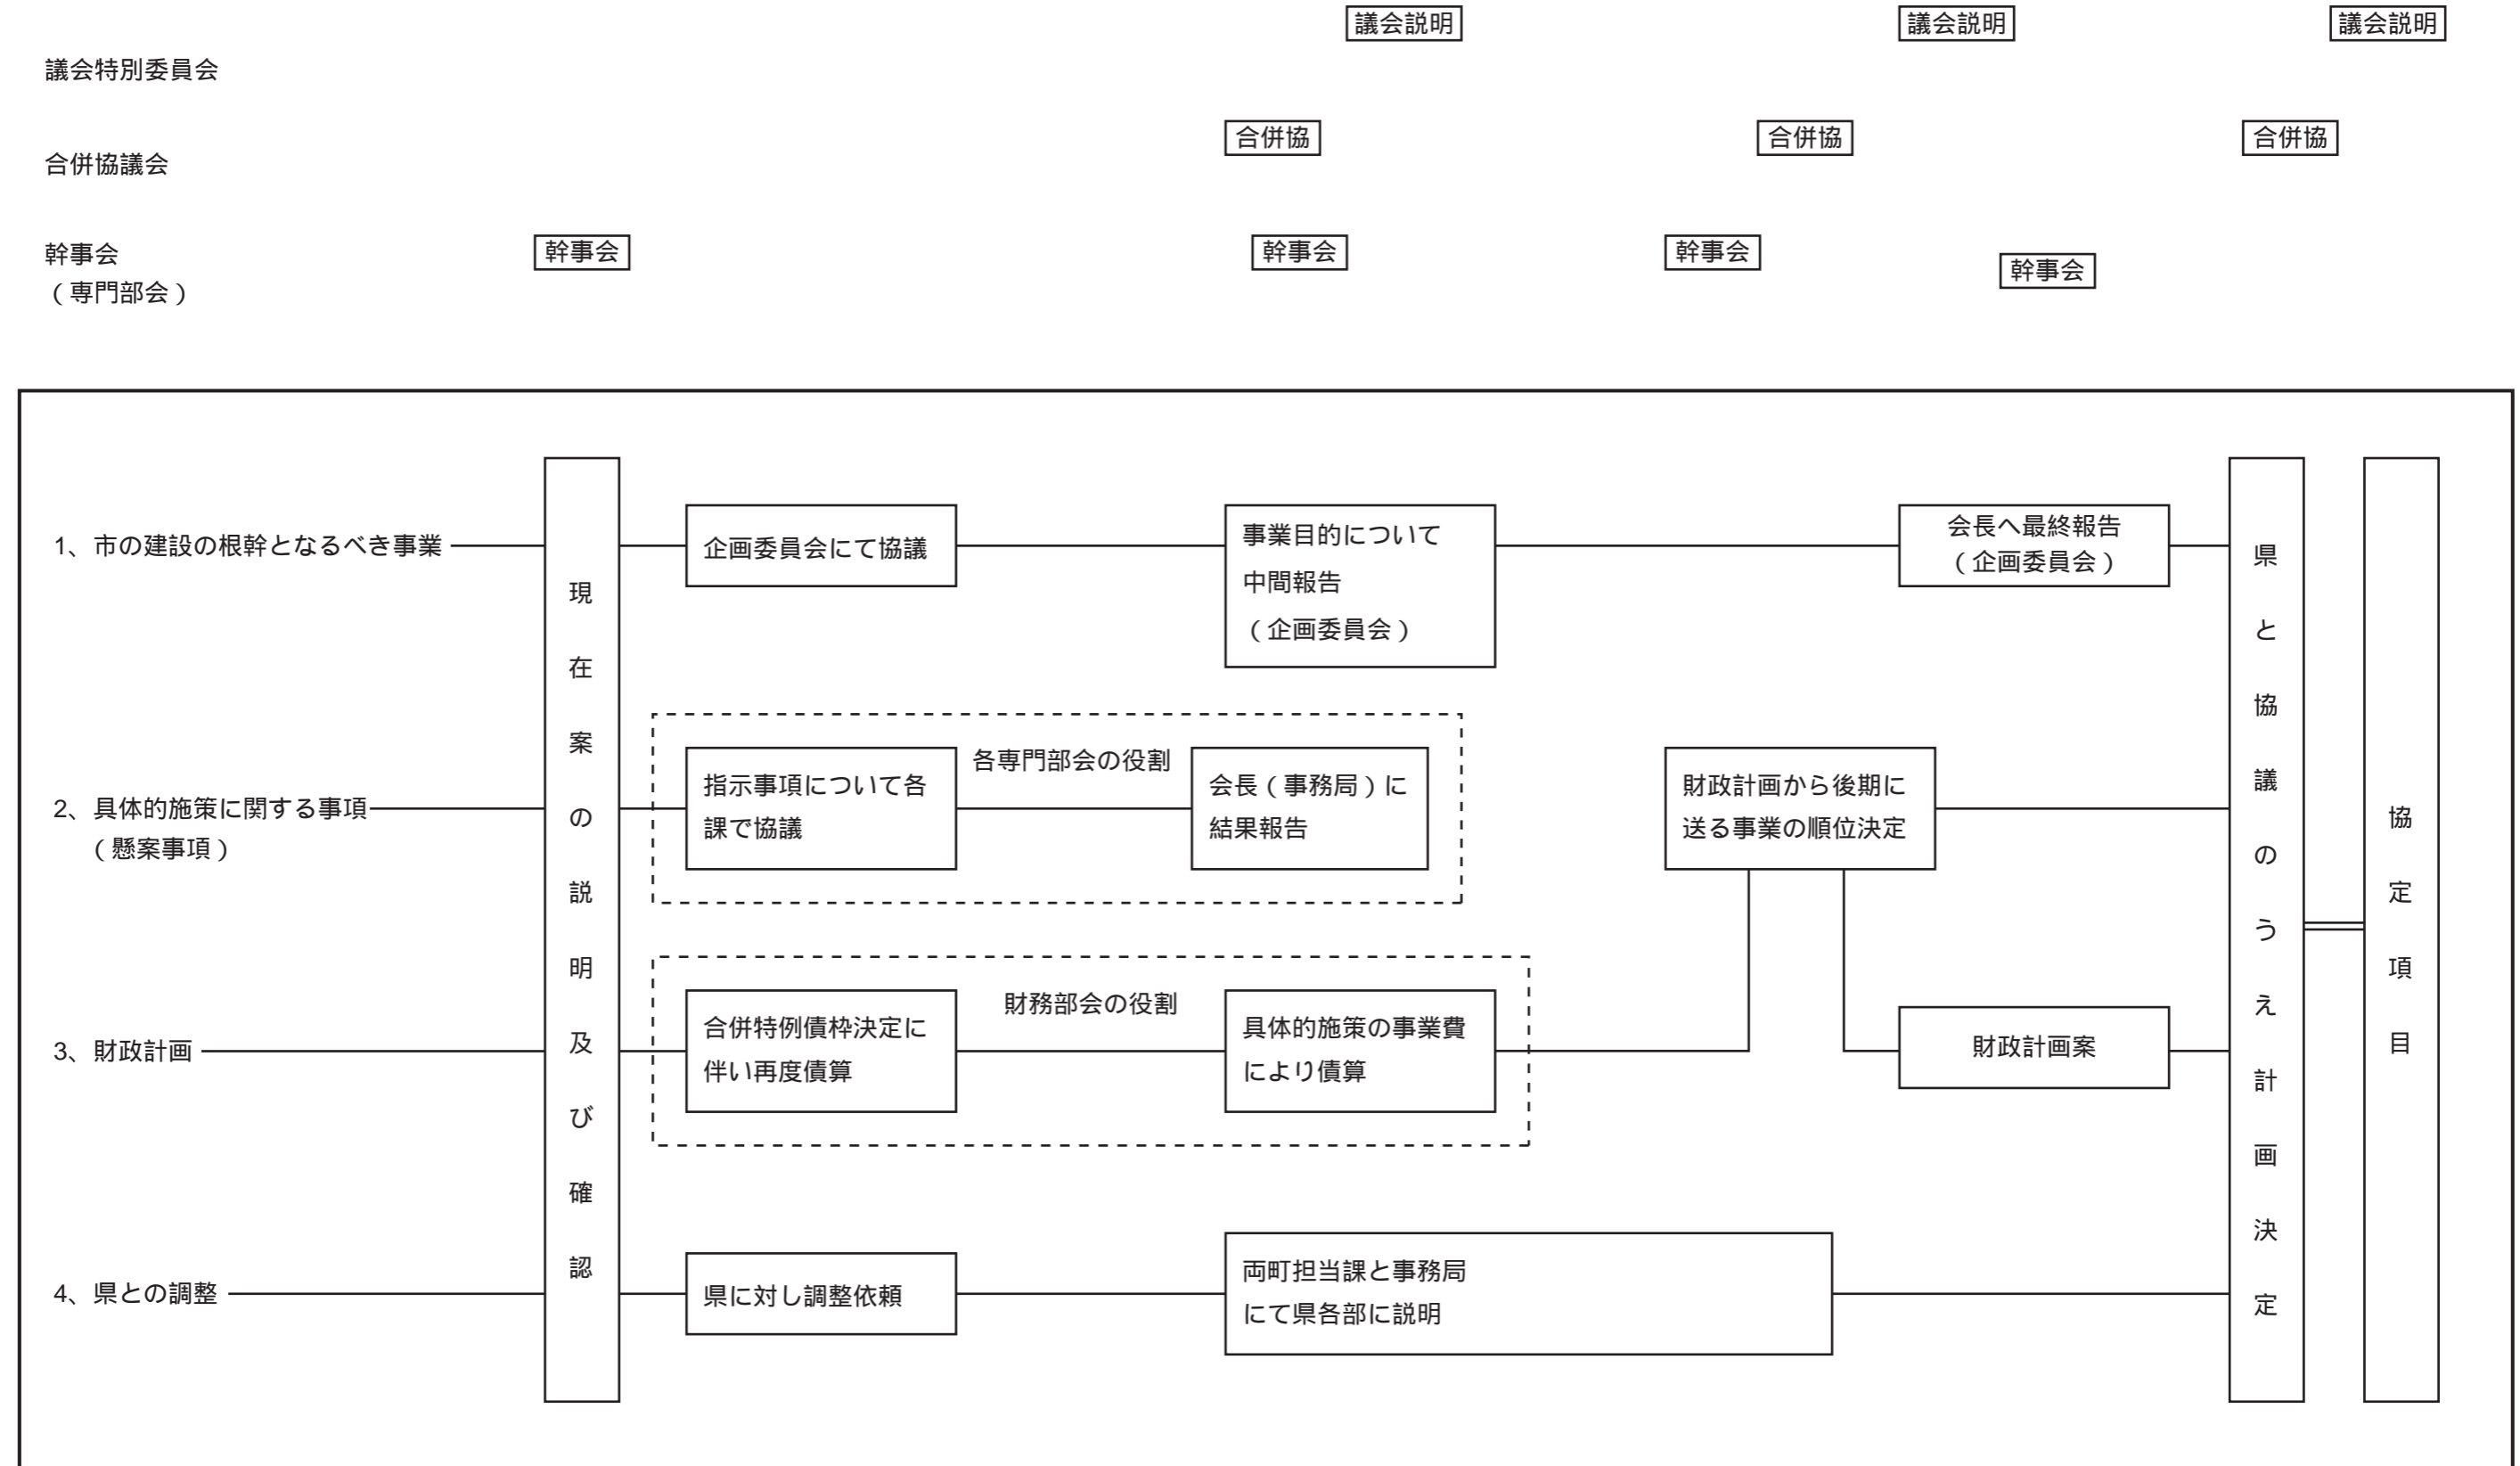 議会説明
議会説明
議会説明
議会特別委員会
合併協
合併協
合併協
合併協議会
幹事会
（専門部会）
幹事会
幹事会
幹事会
幹事会
1、市の建設の根幹となるべき事業
2、具体的施策に関する事項
（懸案事項）
3、財政計画
4、県との調整
現在案の説明及び確認
企画委員会にて協議
事業目的について
中間報告
（企画委員会）
会長へ最終報告
（企画委員会）
各専門部会の役割
指示事項について各
課で協議
会長（事務局）に
結果報告
財政計画から後期に
送る事業の順位決定
財務部会の役割
合併特例債枠決定に
伴い再度債算
具体的施策の事業費
により債算
財政計画案
県に対し調整依頼
両町担当課と事務局
にて県各部に説明
県と協議のうえ計画決定
協定項目